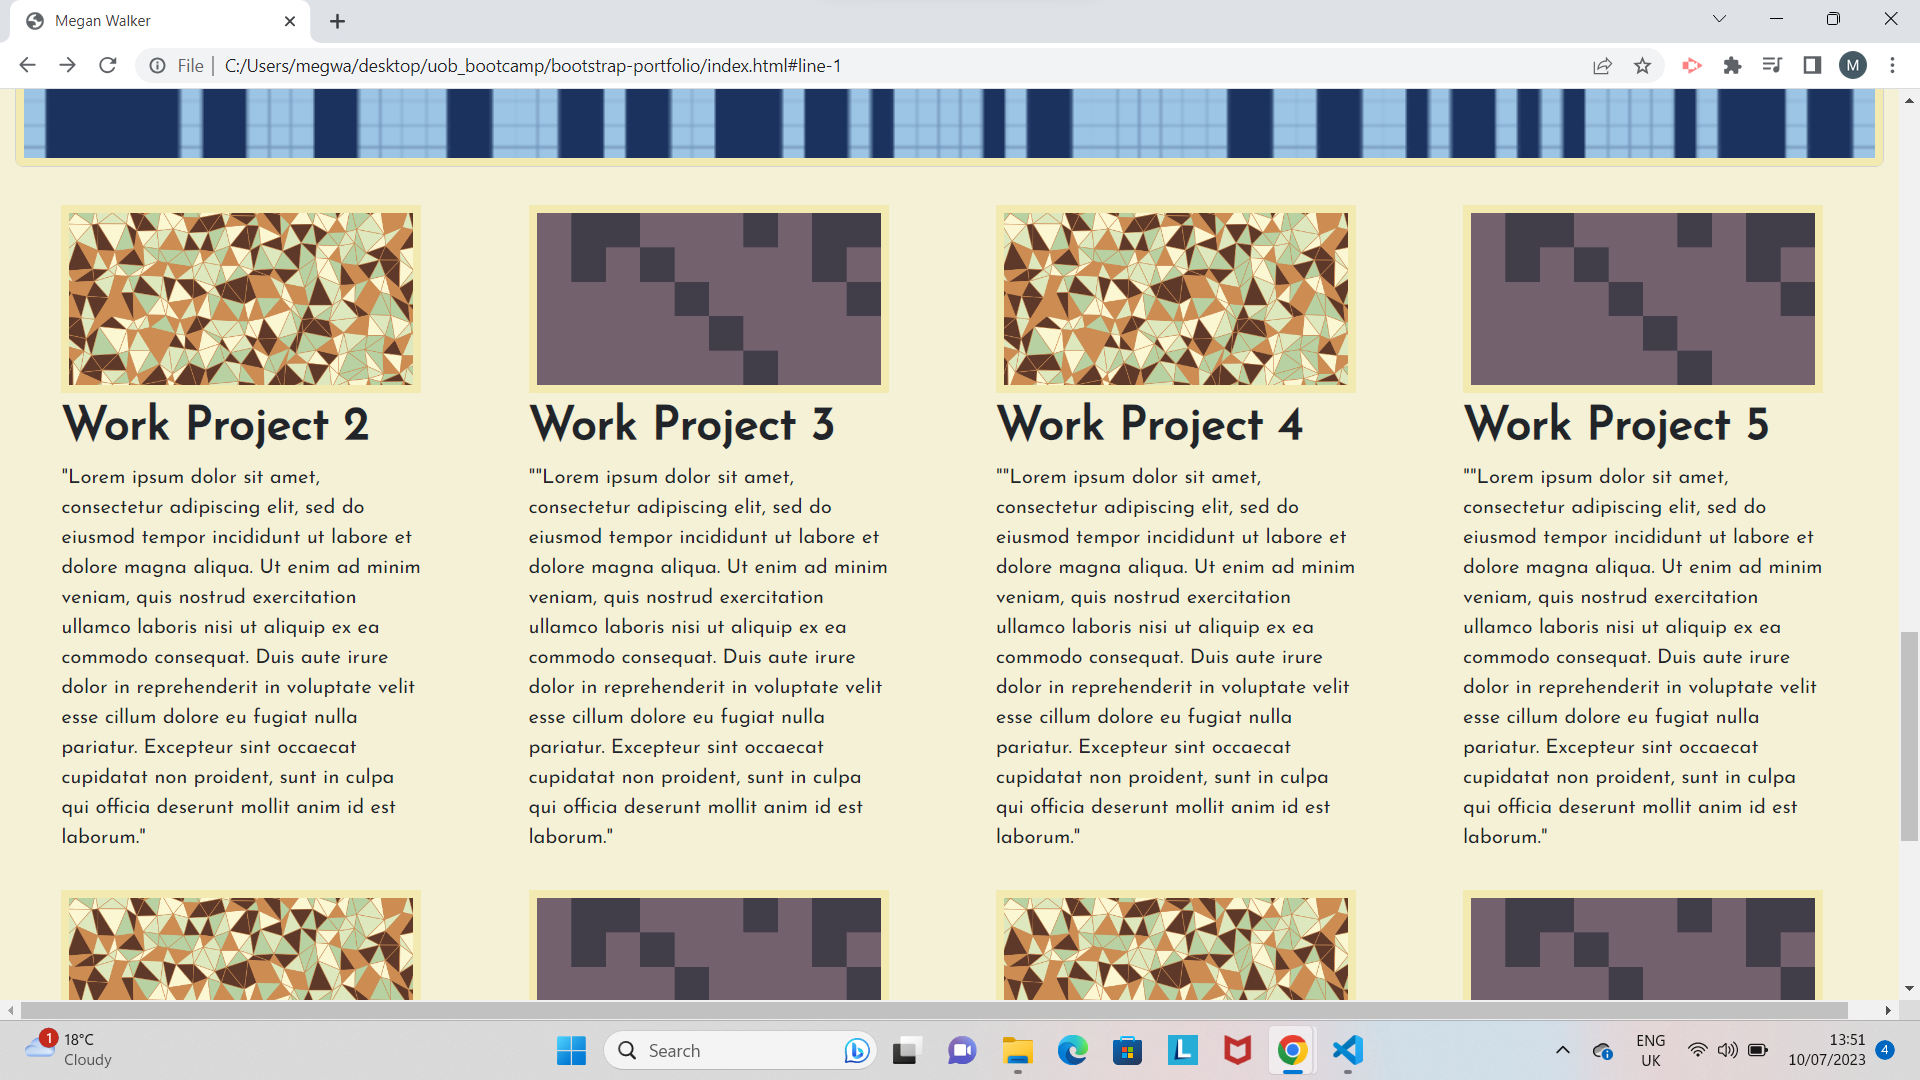 Megan Walker
File
C:/Users/megwa/desktop/uob_bootcamp/bootstrap-portfolio/index.html#line-1
M
Work Project 2
"Lorem ipsum dolor sit amet,
consectetur adipiscing elit, sed do
eiusmod tempor incididunt ut labore et
dolore magna aliqua. Ut enim ad minim
veniam, quis nostrud exercitation
ullamco laboris nisi ut aliquip ex ea
commodo consequat. Duis aute irure
dolor in reprehenderit in voluptate velit
esse cillum dolore eu fugiat nulla
pariatur. Excepteur sint occaecat
cupidatat non proident, sunt in culpa
qui officia deserunt mollit anim id est
laborum."
Work Project 3
""Lorem ipsum dolor sit amet,
consectetur adipiscing elit, sed do
eiusmod tempor incididunt ut labore et
dolore magna aliqua. Ut enim ad minim
veniam, quis nostrud exercitation
ullamco laboris nisi ut aliquip ex ea
commodo consequat. Duis aute irure
dolor in reprehenderit in voluptate velit
esse cillum dolore eu fugiat nulla
pariatur. Excepteur sint occaecat
cupidatat non proident, sunt in culpa
qui officia deserunt mollit anim id est
laborum."
Work Project 4
""Lorem ipsum dolor sit amet,
consectetur adipiscing elit, sed do
eiusmod tempor incididunt ut labore et
dolore magna aliqua. Ut enim ad minim
veniam, quis nostrud exercitation
ullamco laboris nisi ut aliquip ex ea
commodo consequat. Duis aute irure
dolor in reprehenderit in voluptate velit
esse cillum dolore eu fugiat nulla
pariatur. Excepteur sint occaecat
cupidatat non proident, sunt in culpa
qui officia deserunt mollit anim id est
laborum."
Work Project 5
""Lorem ipsum dolor sit amet,
consectetur adipiscing elit, sed do
eiusmod tempor incididunt ut labore et
dolore magna aliqua. Ut enim ad minim
veniam, quis nostrud exercitation
ullamco laboris nisi ut aliquip ex ea
commodo consequat. Duis aute irure
dolor in reprehenderit in voluptate velit
esse cillum dolore eu fugiat nulla
pariatur. Excepteur sint occaecat
cupidatat non proident, sunt in culpa
qui officia deserunt mollit anim id est
laborum."
1
18°C
Cloudy
Search
L
ENG
UK
13:51
10/07/2023
4